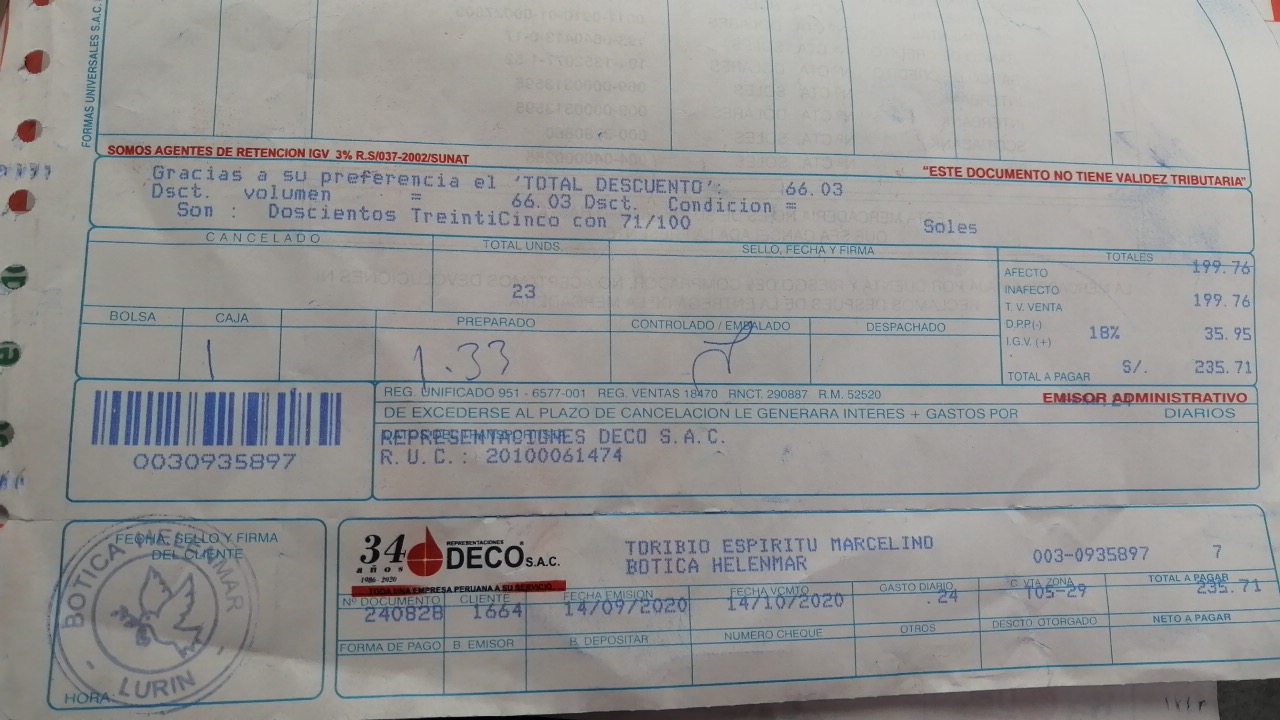 FORMAS UNIVERSALES S.A.C.
SOMOS AGENTES DE RETENCION IGV 3% R.S/037-2002/SUNAT
"ESTE DOCUMENTO NO TIENE VALIDEZ TRIBUTARIA"
Gracias a su preferencia el 'TOTAL DESCUENTO': 66.03
Dsct. volumen = 66.03 Dsct. Condicion =
Son : Doscientos TreintiCinco con 71/100 Soles
CANCELADO TOTAL UNDS. SELLO, FECHA Y FIRMA TOTALES
23
AFECTO 199.76
INAFECTO
T. V. VENTA 199.76
D.P.P.(-)
I.G.V. (+) 18% 35.95
TOTAL A PAGAR S/. 235.71
BOLSA CAJA PREPARADO CONTROLADO / EMBALADO DESPACHADO
1 1.33
REG. UNIFICADO 951 - 6577-001 REG. VENTAS 18470 RNCT. 290887 R.M. 52520
EMISOR ADMINISTRATIVO
DE EXCEDERSE AL PLAZO DE CANCELACION LE GENERARA INTERES + GASTOS POR DIARIOS
REPRESENTACIONES DECO S.A.C.
R.U.C.: 20100061474
0030935897
FECHA, SELLO Y FIRMA
DEL CLIENTE
BOTICA HELENMAR
- LURIN -
HORA:
34 años
1986 - 2020
REPRESENTACIONES
DECO S.A.C.
TODA UNA EMPRESA PERUANA A SU SERVICIO
TORIBIO ESPIRITU MARCELINO
BOTICA HELENMAR
003-0935897 7
Nº DOCUMENTO CLIENTE FECHA EMISION FECHA VCMTO GASTO DIARIO C. VTA ZONA TOTAL A PAGAR
240828 1664 14/09/2020 14/10/2020 .24 T05-29 235.71
FORMA DE PAGO B. EMISOR B. DEPOSITAR NUMERO CHEQUE OTROS DESCTO. OTORGADO NETO A PAGAR